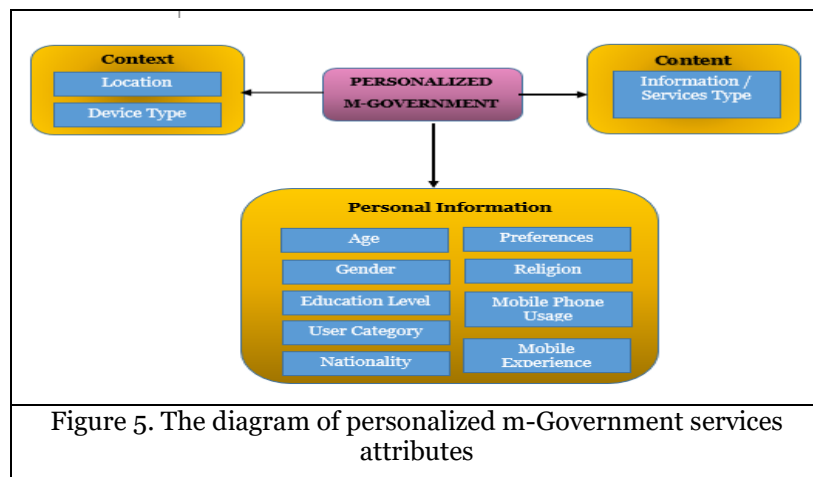 Context
Location
Device Type
PERSONALIZED
M-GOVERNMENT
Content
Information /
Services Type
Personal Information
Age
Gender
Education Level
User Category
Nationality
Preferences
Religion
Mobile Phone
Usage
Mobile
Experience
Figure 5. The diagram of personalized m-Government services
attributes